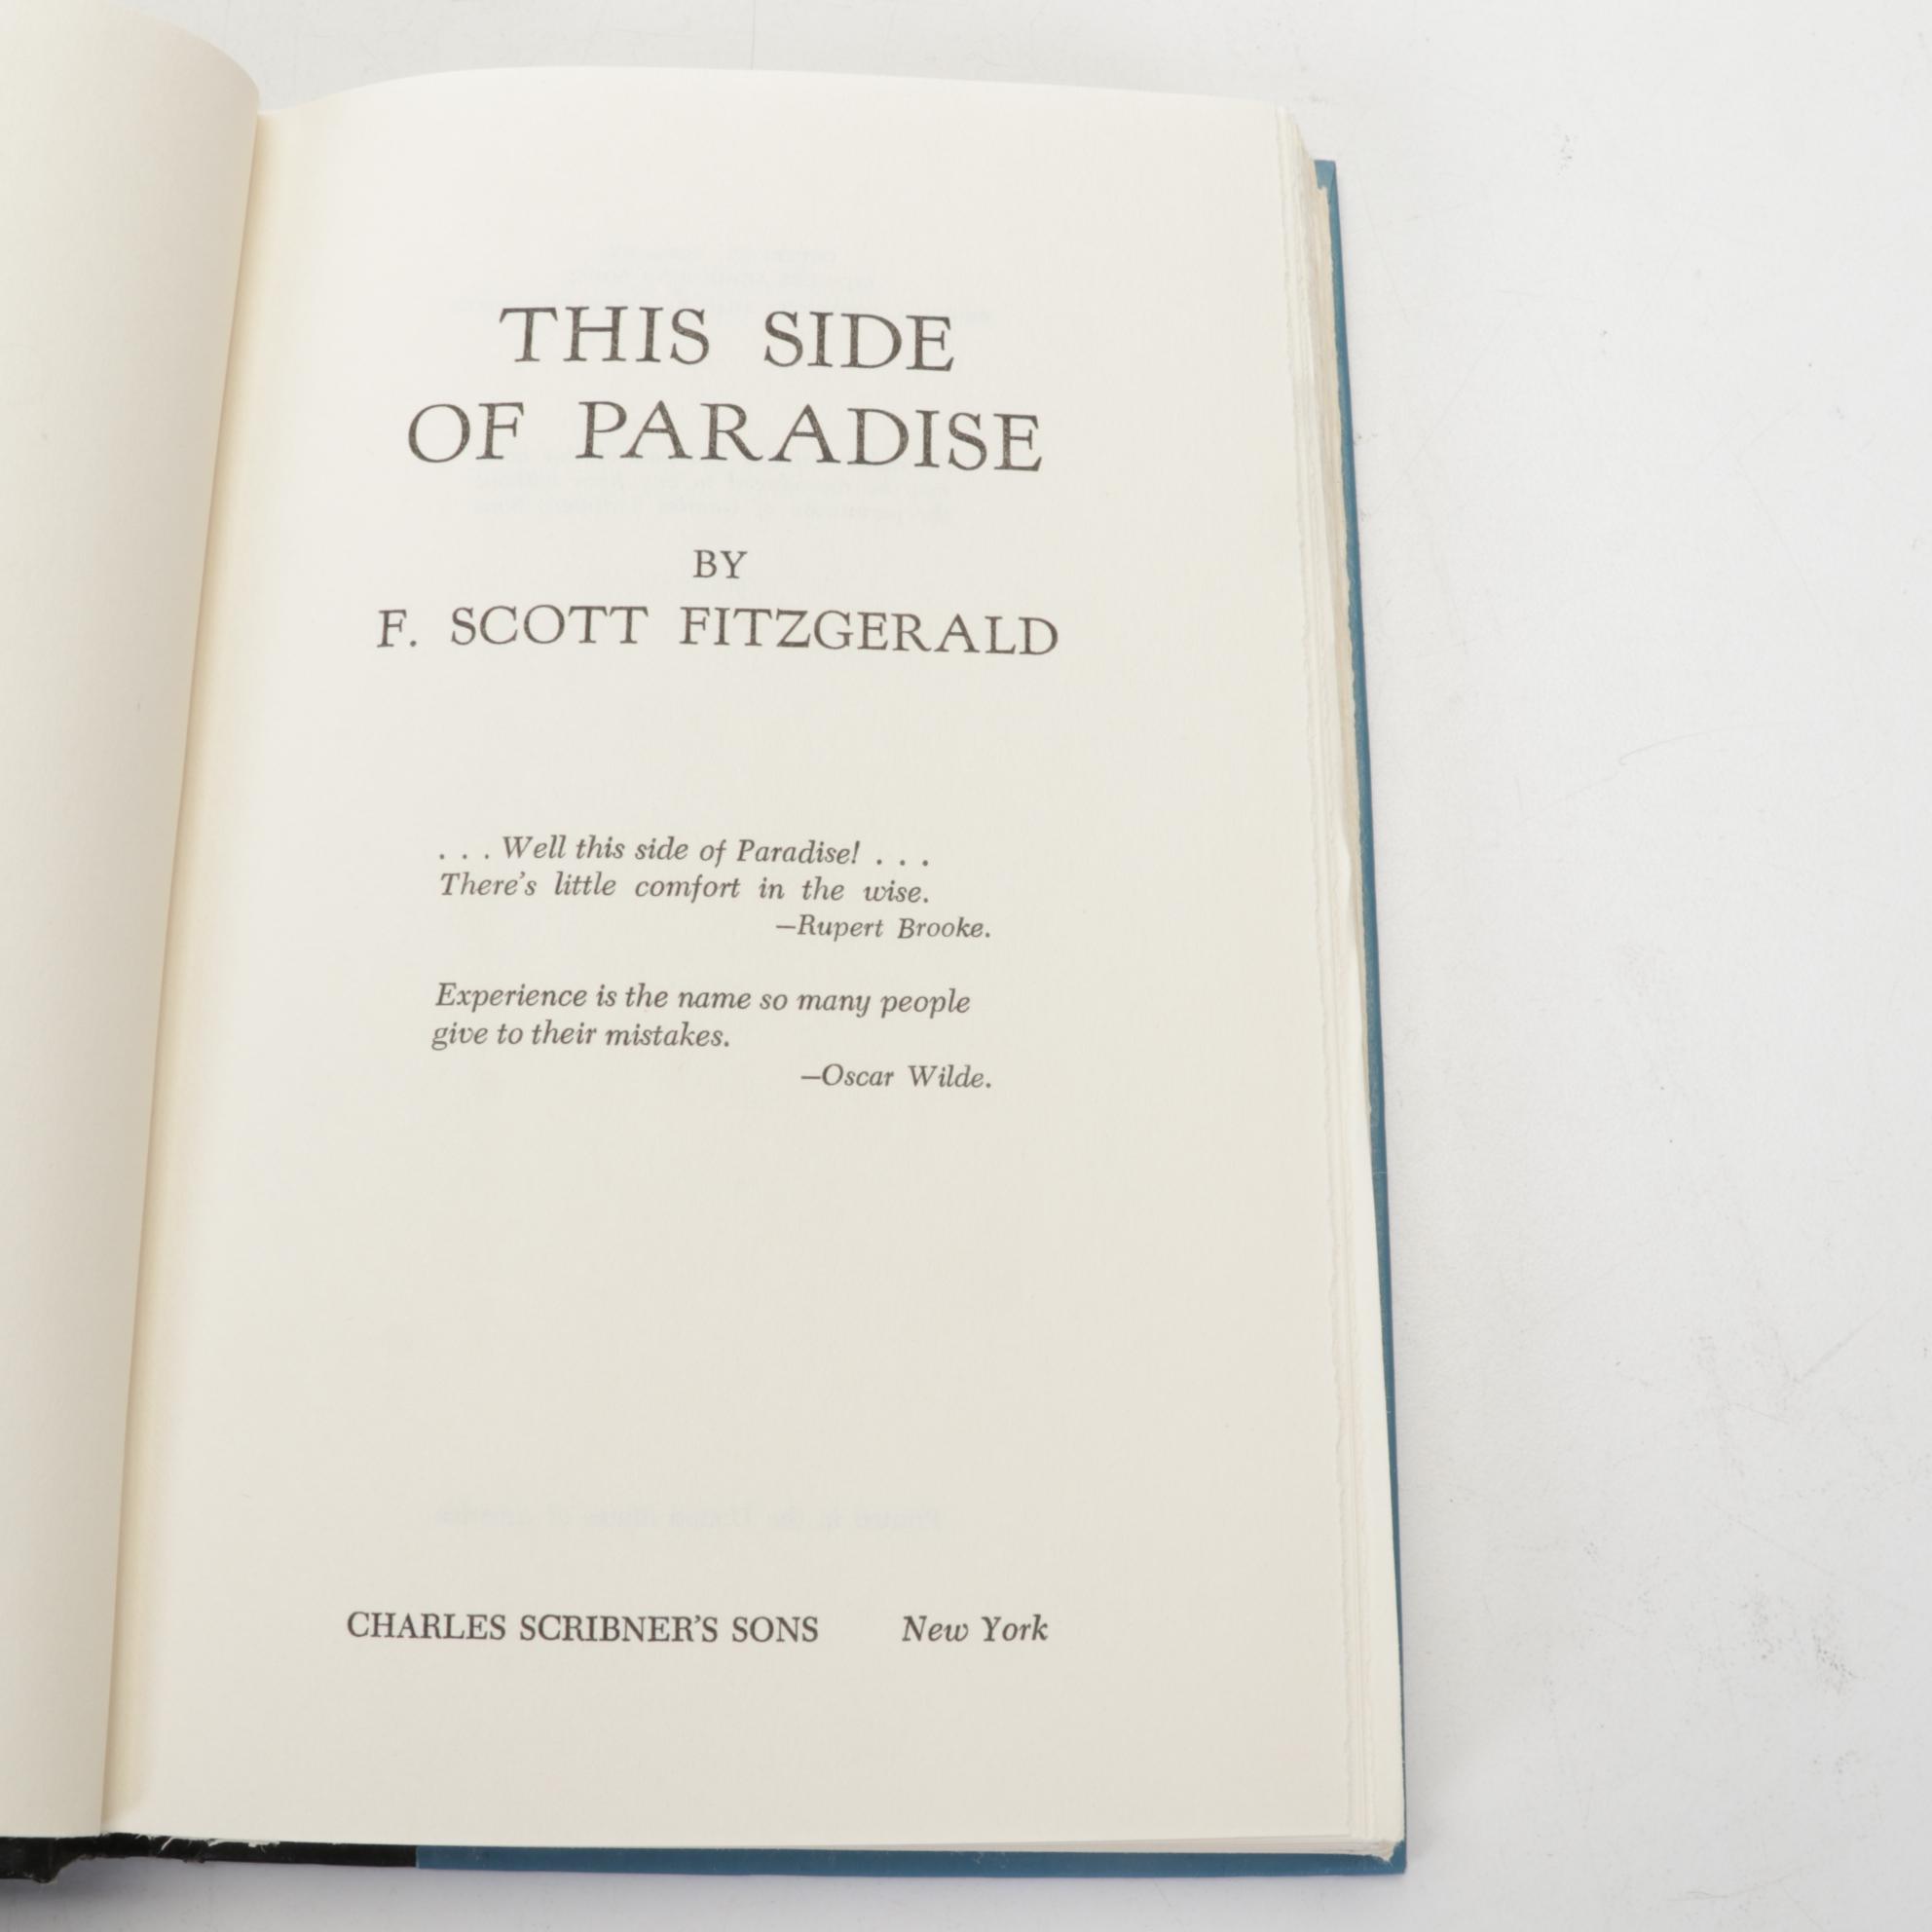 THIS SIDE
OF PARADISE
BY
F. SCOTT FITZGERALD
. . . Well this side of Paradise! . . .
There's little comfort in the wise.
—Rupert Brooke.
Experience is the name so many people
give to their mistakes.
—Oscar Wilde.
CHARLES SCRIBNER'S SONS New York